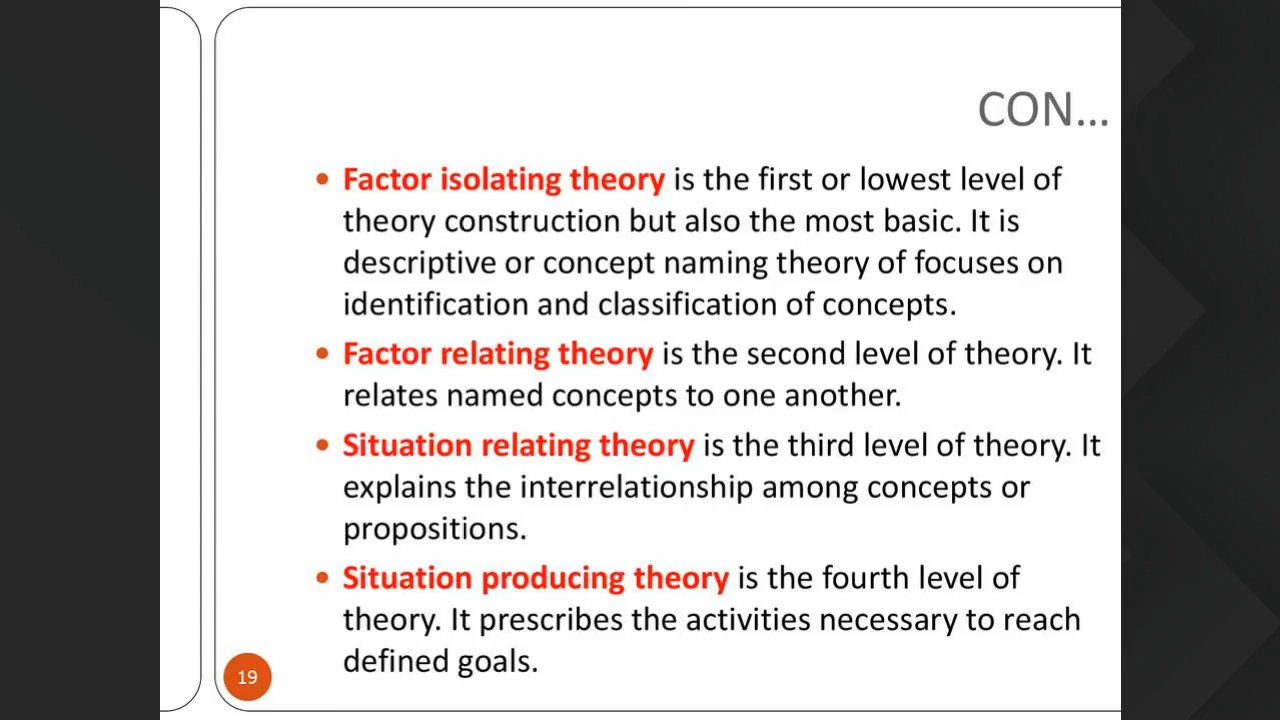 CON...
• Factor isolating theory is the first or lowest level of
theory construction but also the most basic. It is
descriptive or concept naming theory of focuses on
identification and classification of concepts.
• Factor relating theory is the second level of theory. It
relates named concepts to one another.
• Situation relating theory is the third level of theory. It
explains the interrelationship among concepts or
propositions.
• Situation producing theory is the fourth level of
theory. It prescribes the activities necessary to reach
defined goals.
19